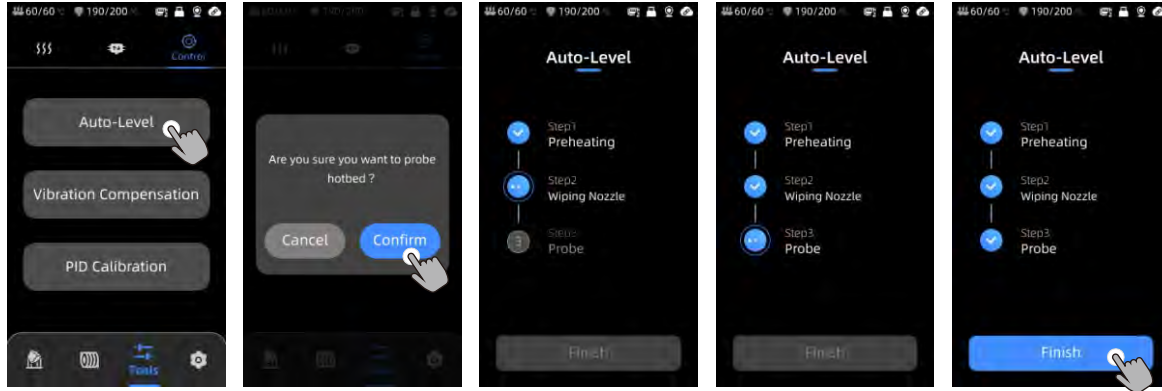 60/60 190/200
Control
Auto-Level
Vibration Compensation
PID Calibration
Tools
Are you sure you want to probe
hotbed ?
Cancel Confirm
60/60 190/200
Auto-Level
Step1
Preheating
Step2
Wiping Nozzle
3 Step3
Probe
Finish
60/60 190/200
Auto-Level
Step1
Preheating
Step2
Wiping Nozzle
Step3
Probe
Finish
60/60 190/200
Auto-Level
Step1
Preheating
Step2
Wiping Nozzle
Step3
Probe
Finish